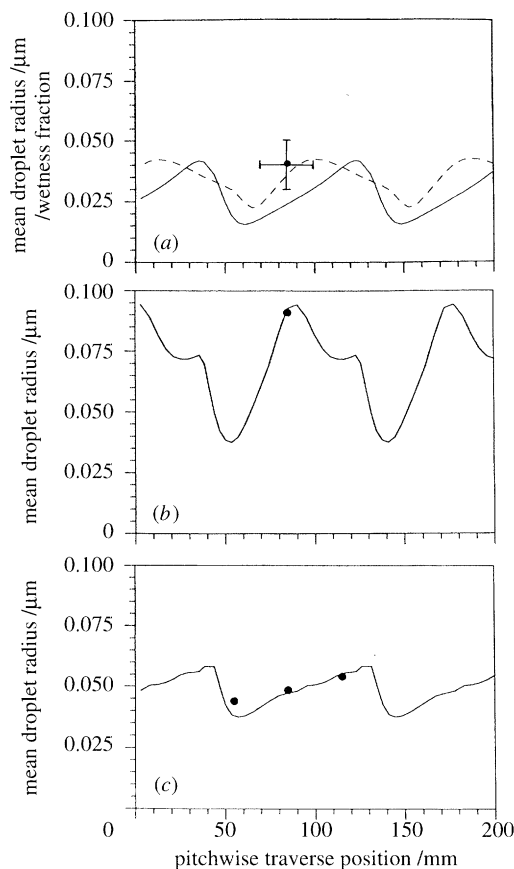 mean droplet radius /μm
/wetness fraction
0.100
0.075
0.050
0.025
0
(a)
mean droplet radius /μm
0.100
0.075
0.050
0.025
0
(b)
mean droplet radius /μm
0.100
0.075
0.050
0.025
(c)
0 50 100 150 200
pitchwise traverse position /mm